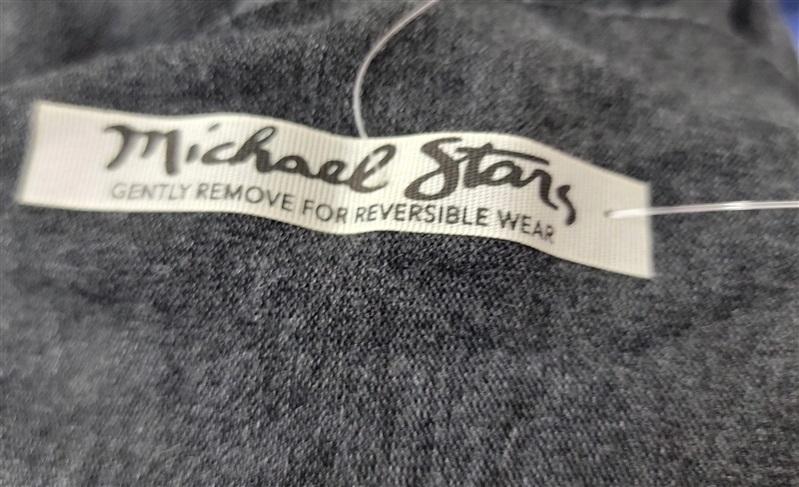 Michael Stars
GENTLY REMOVE FOR REVERSIBLE WEAR